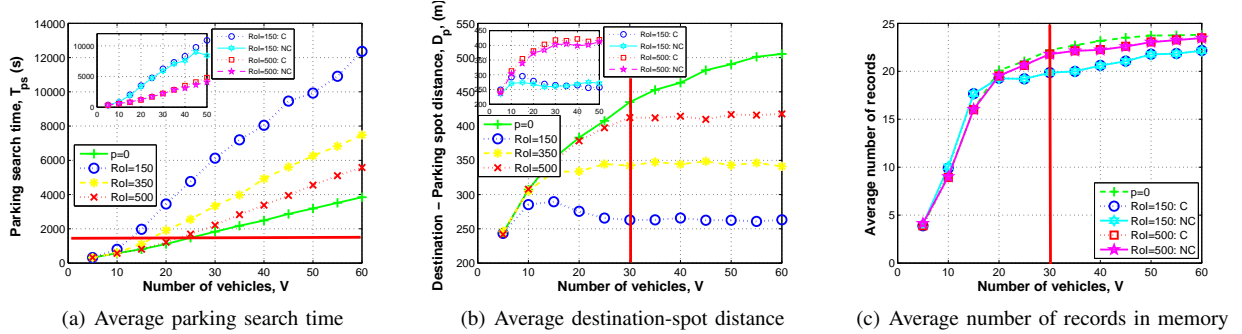 14000
12000
10000
8000
6000
4000
2000
0
Parking search time, T_ps (s)
0 10 20 30 40 50 60
Number of vehicles, V
10000
5000
0
0 10 20 30 40 50
RoI=150: C
RoI=150: NC
RoI=500: C
RoI=500: NC
p=0
RoI=150
RoI=350
RoI=500
(a) Average parking search time
550
500
450
400
350
300
250
200
Destination − Parking spot distance, D_p, (m)
0 10 20 30 40 50 60
Number of vehicles, V
450
400
350
300
250
200
0 10 20 30 40 50
RoI=150: C
RoI=150: NC
RoI=500: C
RoI=500: NC
p=0
RoI=150
RoI=350
RoI=500
(b) Average destination-spot distance
25
20
15
10
5
0
Average number of records
0 10 20 30 40 50 60
Number of vehicles, V
p=0
RoI=150: C
RoI=150: NC
RoI=500: C
RoI=500: NC
(c) Average number of records in memory